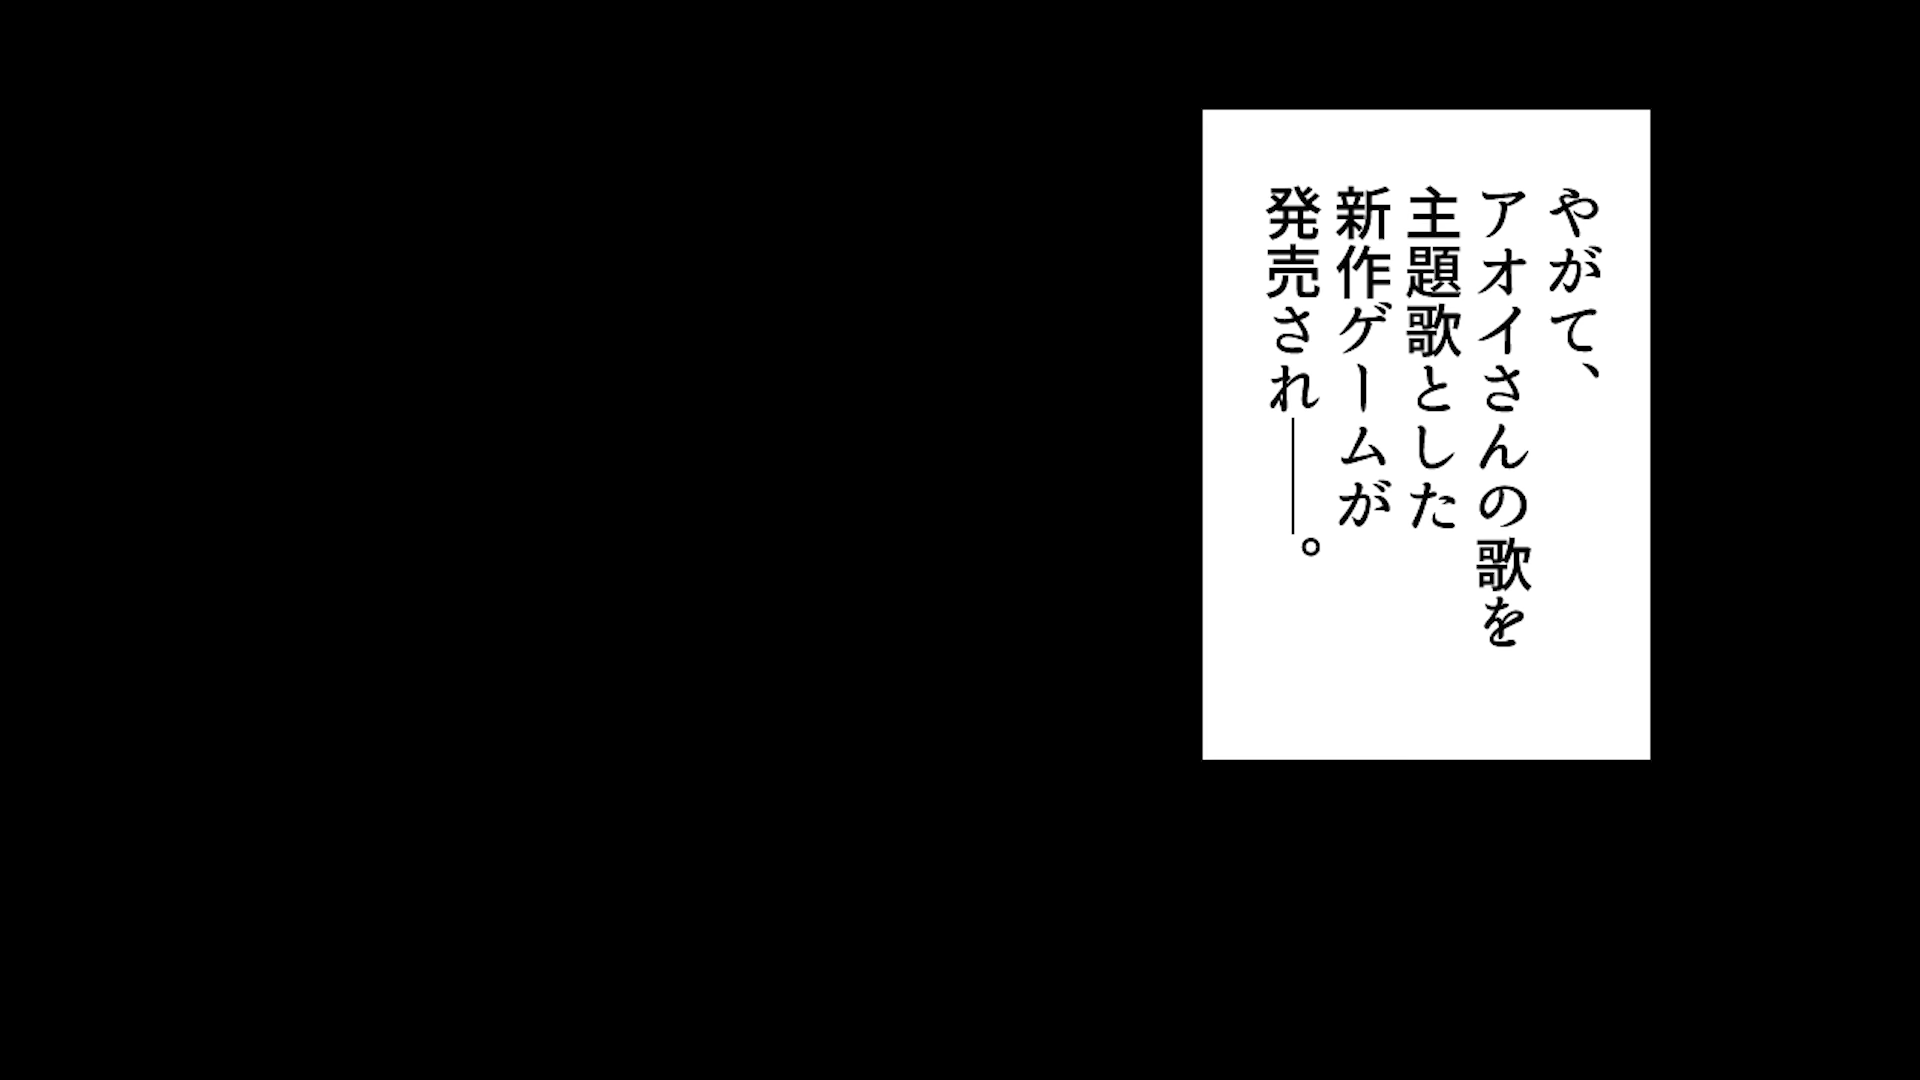 やがて、
アオイさんの歌を
主題歌とした
新作ゲームが
発売され――。